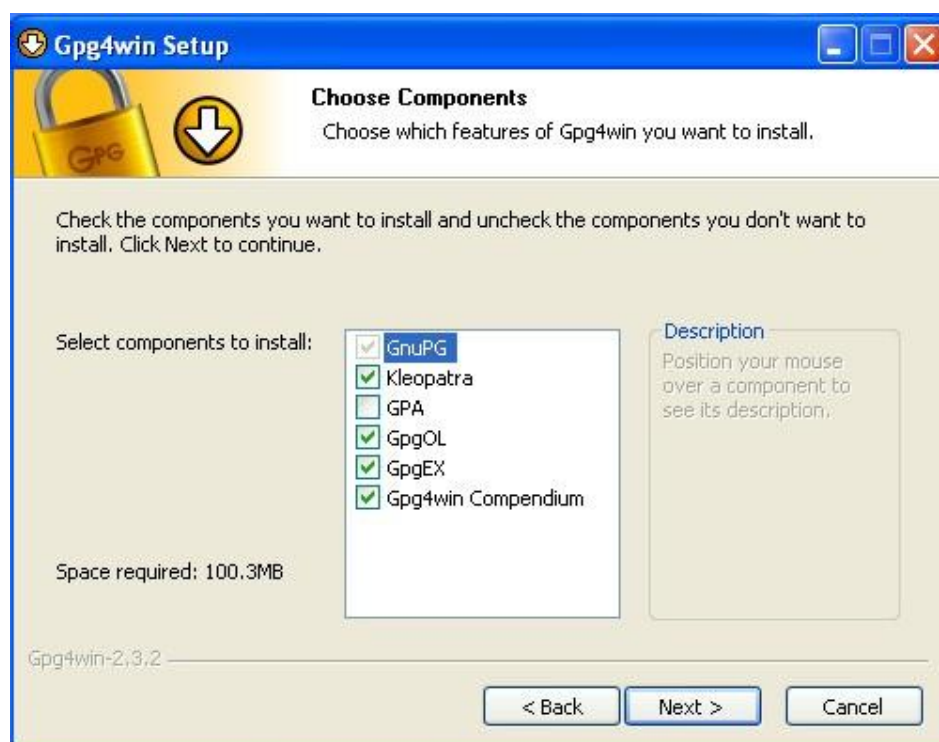 Gpg4win Setup
GPG
Choose Components
Choose which features of Gpg4win you want to install.
Check the components you want to install and uncheck the components you don't want to
install. Click Next to continue.
Select components to install:
GnuPG
Kleopatra
GPA
GpgOL
GpgEX
Gpg4win Compendium
Description
Position your mouse
over a component to
see its description.
Space required: 100.3MB
Gpg4win-2.3.2
< Back
Next >
Cancel